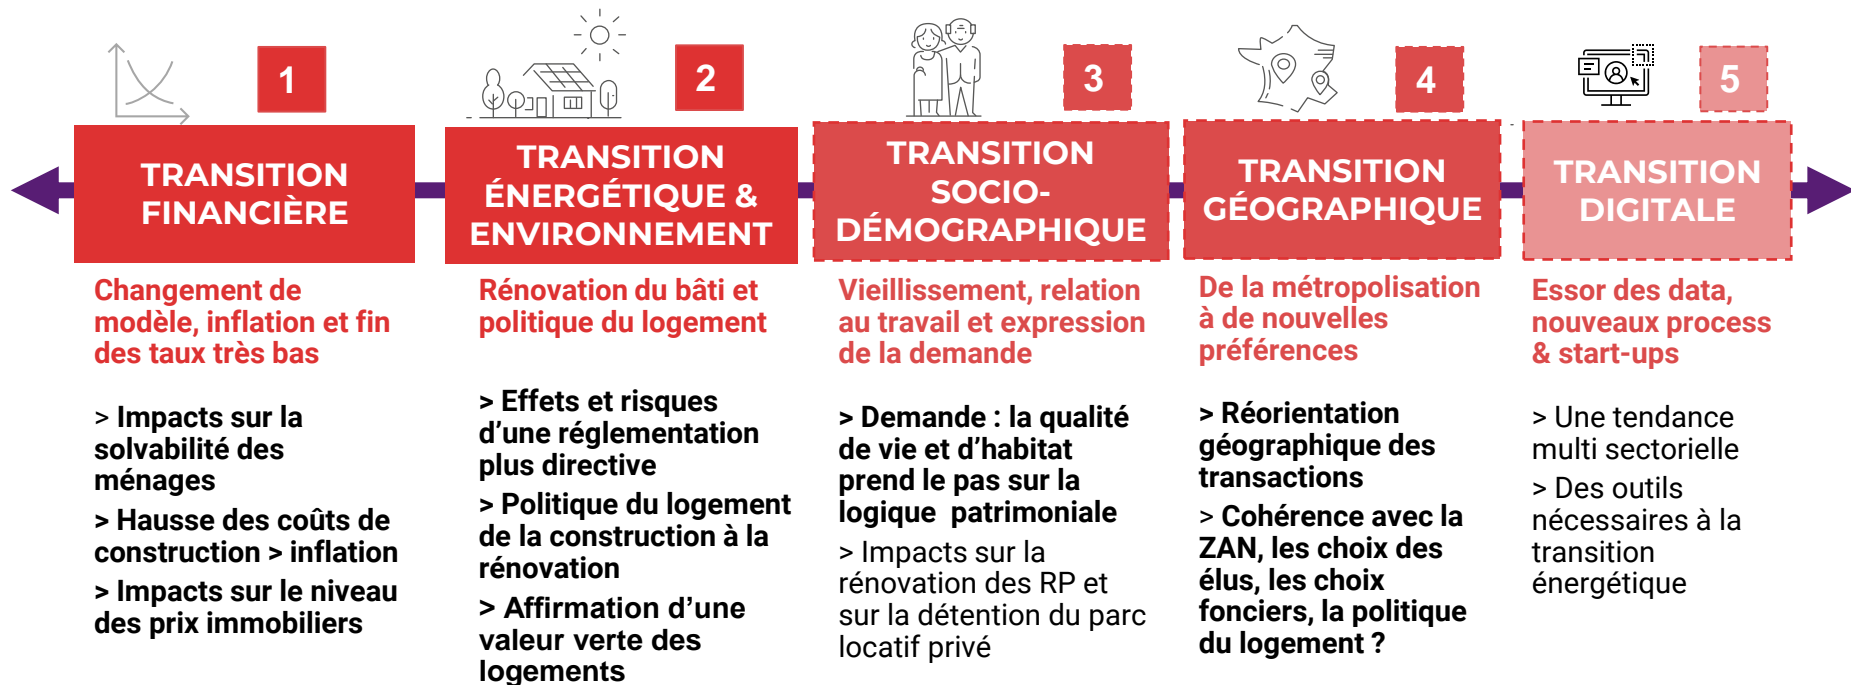 1
TRANSITION
FINANCIÈRE
Changement de
modèle, inflation et fin
des taux très bas
> Impacts sur la
solvabilité des
ménages
> Hausse des coûts de
construction > inflation
> Impacts sur le niveau
des prix immobiliers
2
TRANSITION
ÉNERGÉTIQUE &
ENVIRONNEMENT
Rénovation du bâti et
politique du logement
> Effets et risques
d’une réglementation
plus directive
> Politique du logement
de la construction à la
rénovation
> Affirmation d’une
valeur verte des
logements
3
TRANSITION
SOCIO-
DÉMOGRAPHIQUE
Vieillissement, relation
au travail et expression
de la demande
> Demande : la qualité
de vie et d’habitat
prend le pas sur la
logique patrimoniale
> Impacts sur la
rénovation des RP et
sur la détention du parc
locatif privé
4
TRANSITION
GÉOGRAPHIQUE
De la métropolisation
à de nouvelles
préférences
> Réorientation
géographique des
transactions
> Cohérence avec la
ZAN, les choix des
élus, les choix
fonciers, la politique
du logement ?
5
TRANSITION
DIGITALE
Essor des data,
nouveaux process
& start-ups
> Une tendance
multi sectorielle
> Des outils
nécessaires à la
transition
énergétique